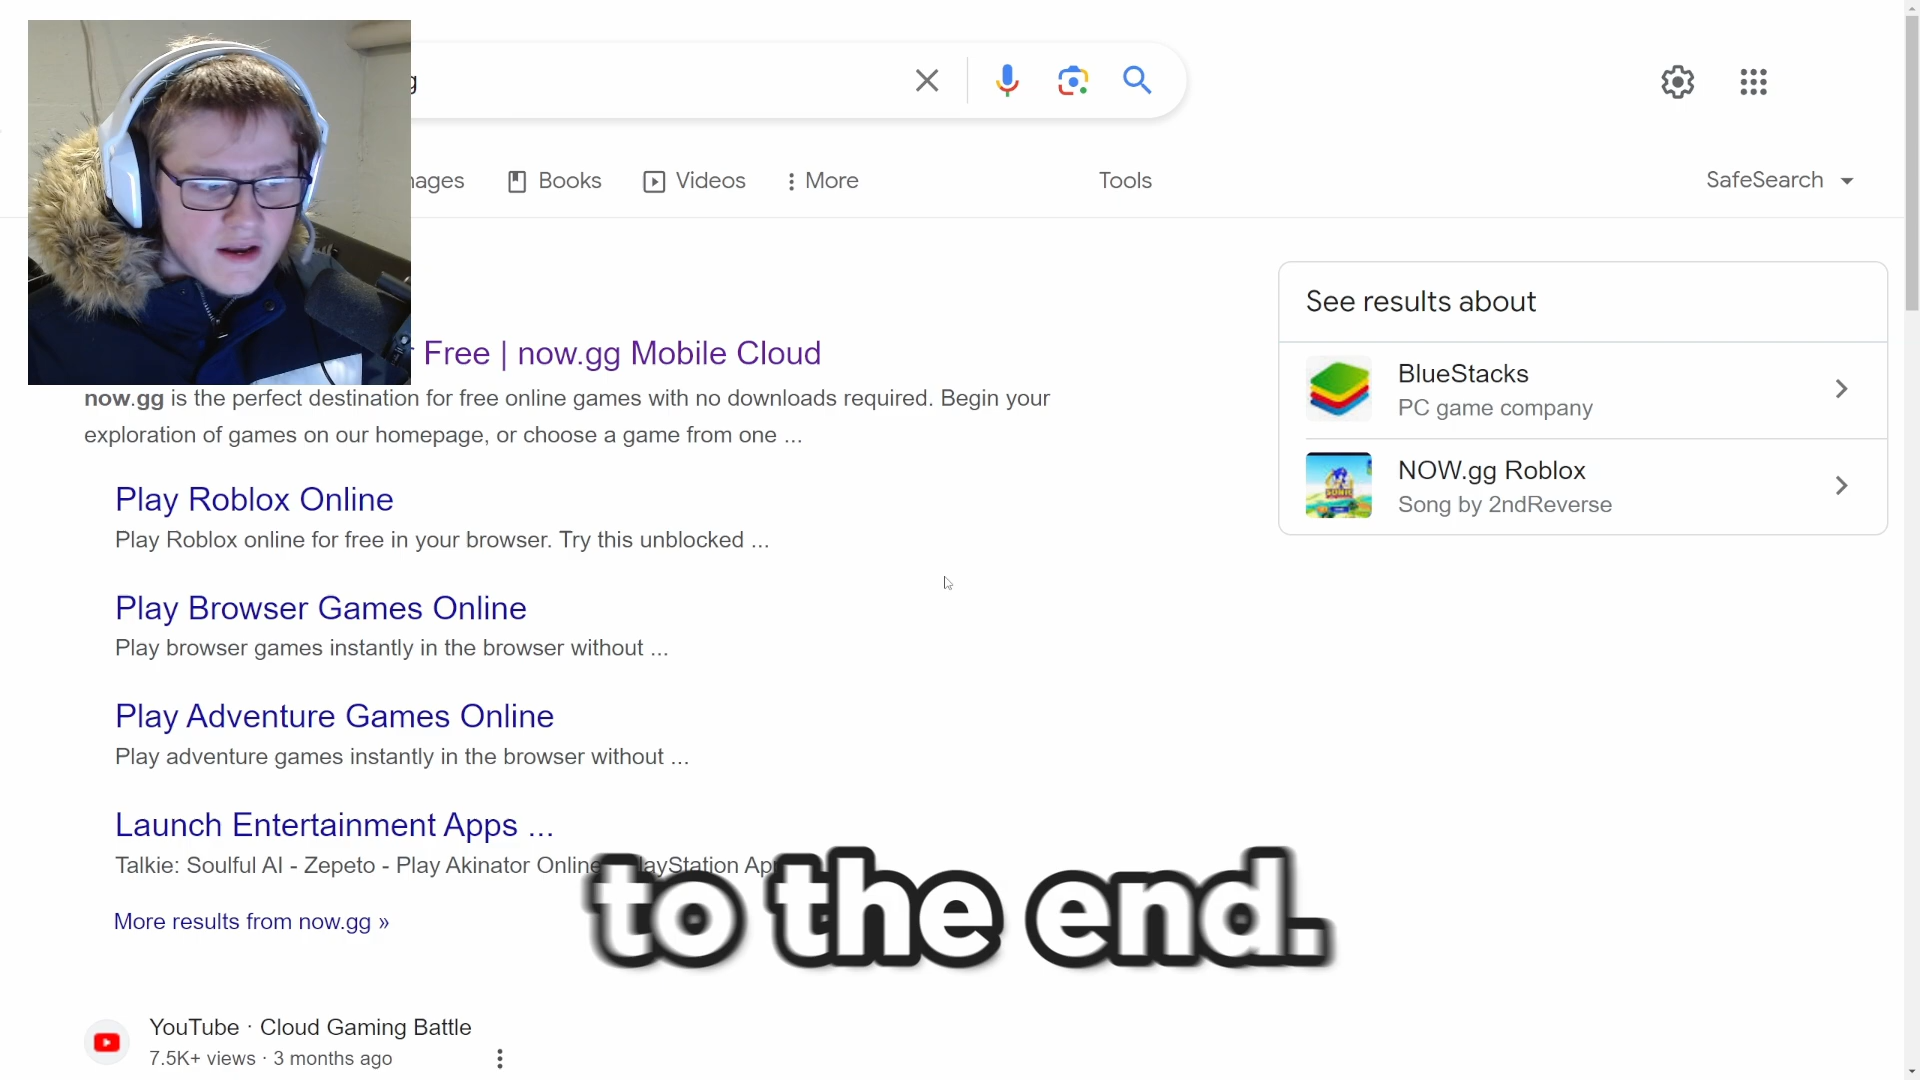 g
mages
Books
Videos
More
Tools
SafeSearch
Free | now.gg Mobile Cloud
now.gg is the perfect destination for free online games with no downloads required. Begin your
exploration of games on our homepage, or choose a game from one ...
Play Roblox Online
Play Roblox online for free in your browser. Try this unblocked ...
Play Browser Games Online
Play browser games instantly in the browser without ...
Play Adventure Games Online
Play adventure games instantly in the browser without ...
Launch Entertainment Apps ...
Talkie: Soulful AI - Zepeto - Play Akinator Online layStation Ap
More results from now.gg »
YouTube · Cloud Gaming Battle
7.5K+ views · 3 months ago
See results about
BlueStacks
PC game company
NOW.gg Roblox
Song by 2ndReverse
to the end.